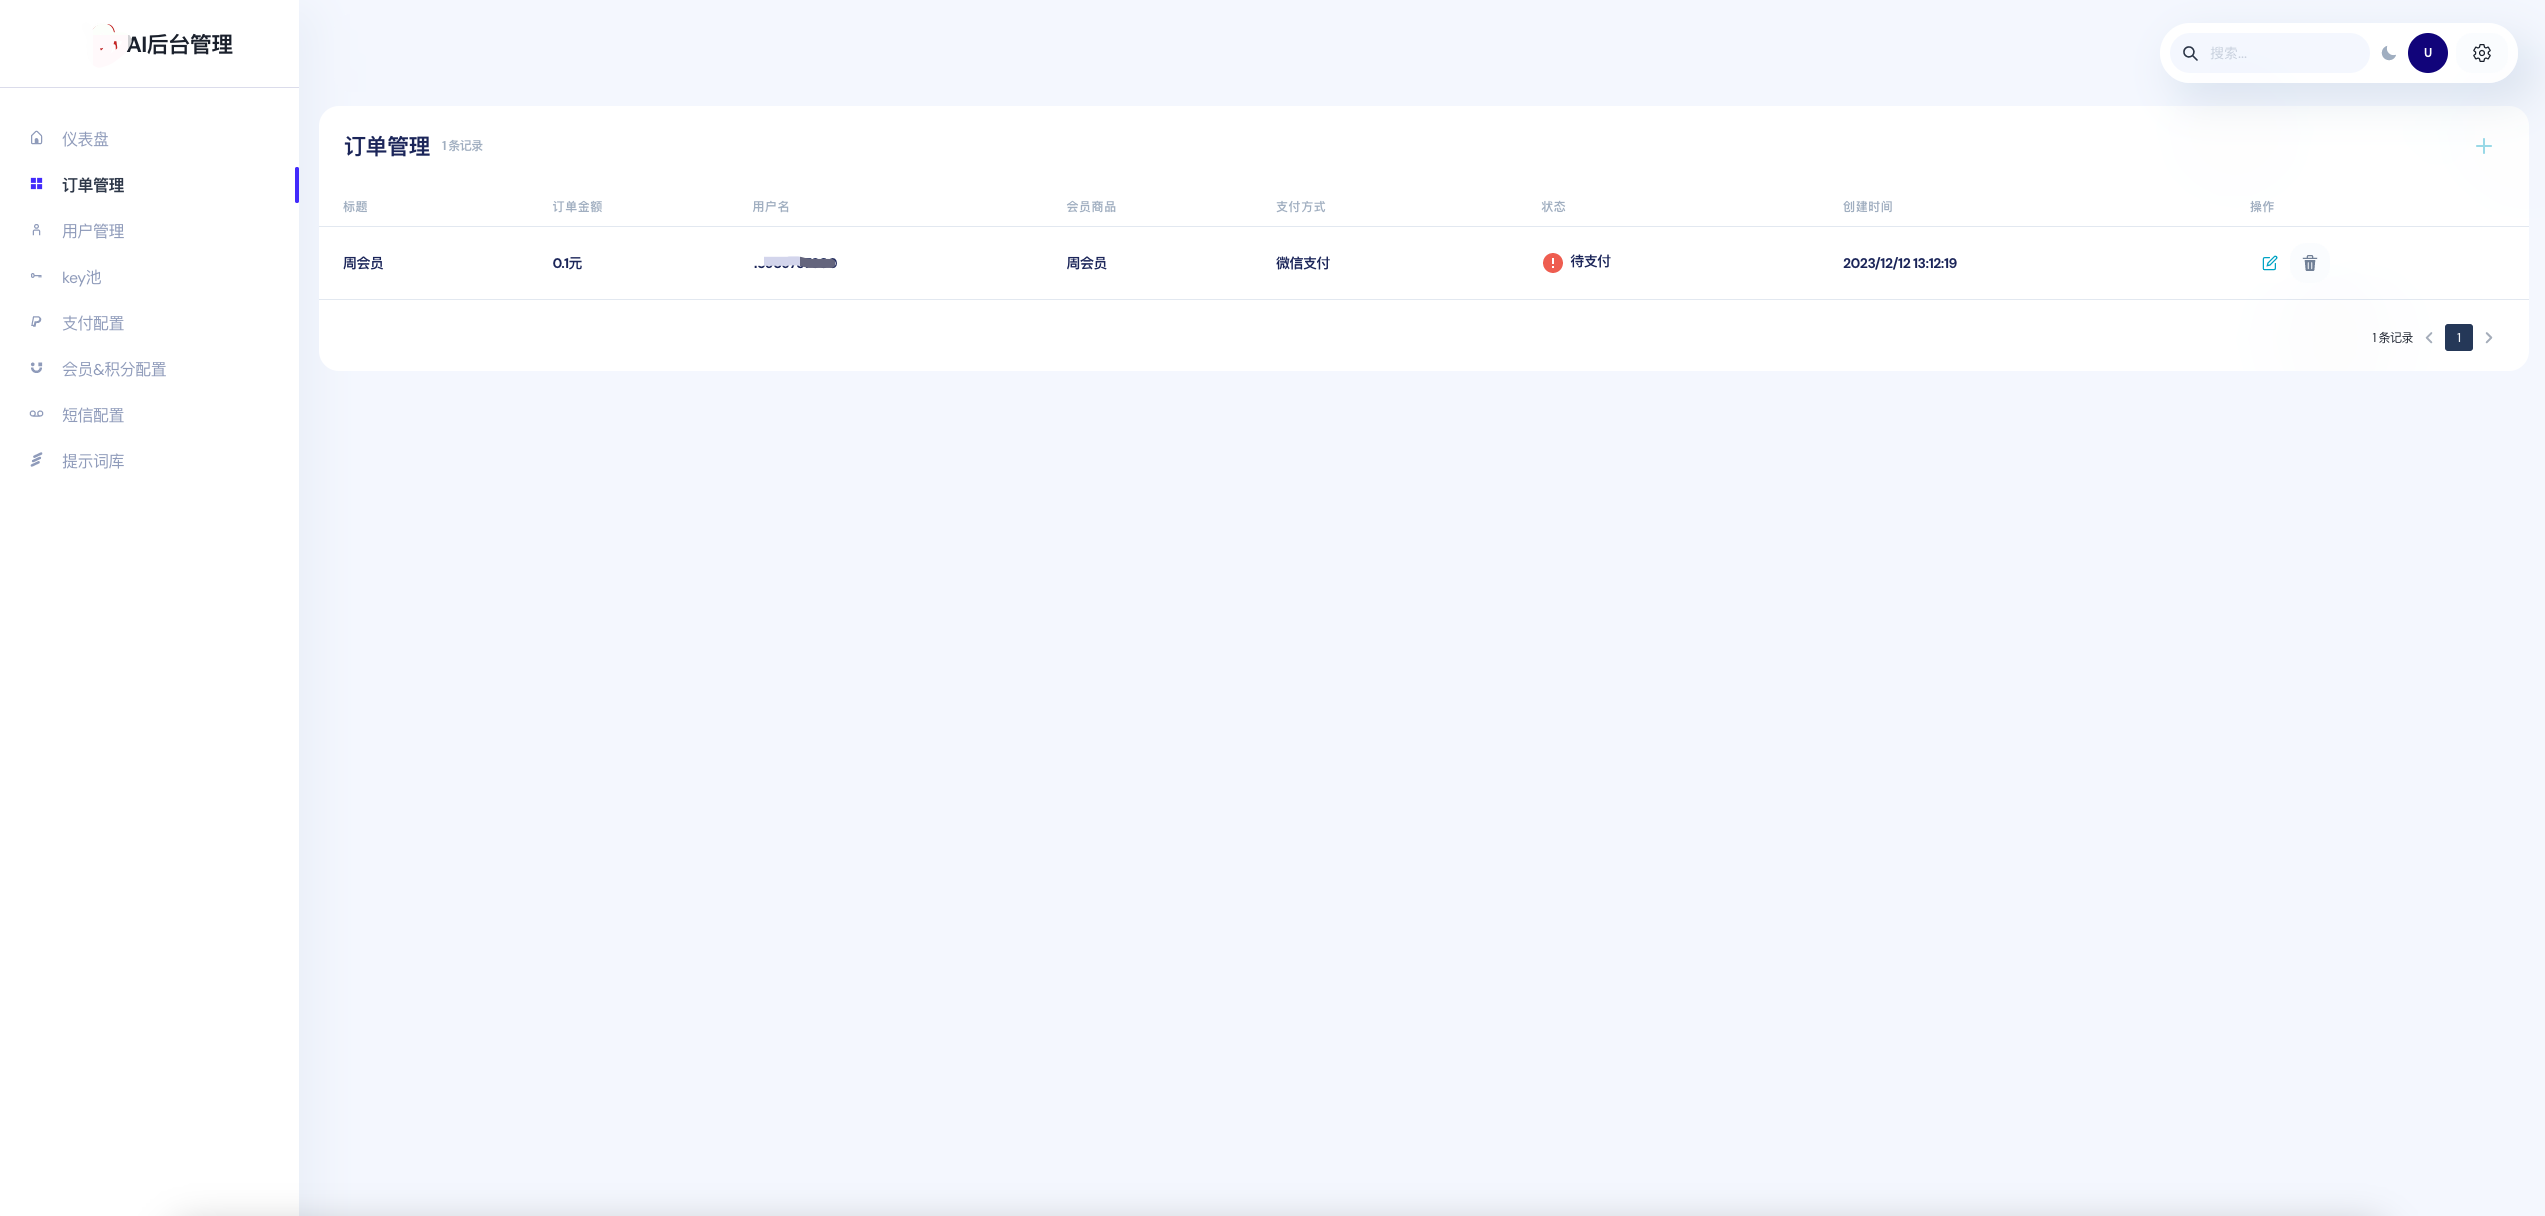 AI后台管理
搜索...
U
仪表盘
订单管理
用户管理
key池
支付配置
会员&积分配置
短信配置
提示词库
订单管理 1 条记录
标题 订单金额 用户名 会员商品 支付方式 状态 创建时间 操作
周会员 0.1元 周会员 微信支付 待支付 2023/12/12 13:12:19
1 条记录 1